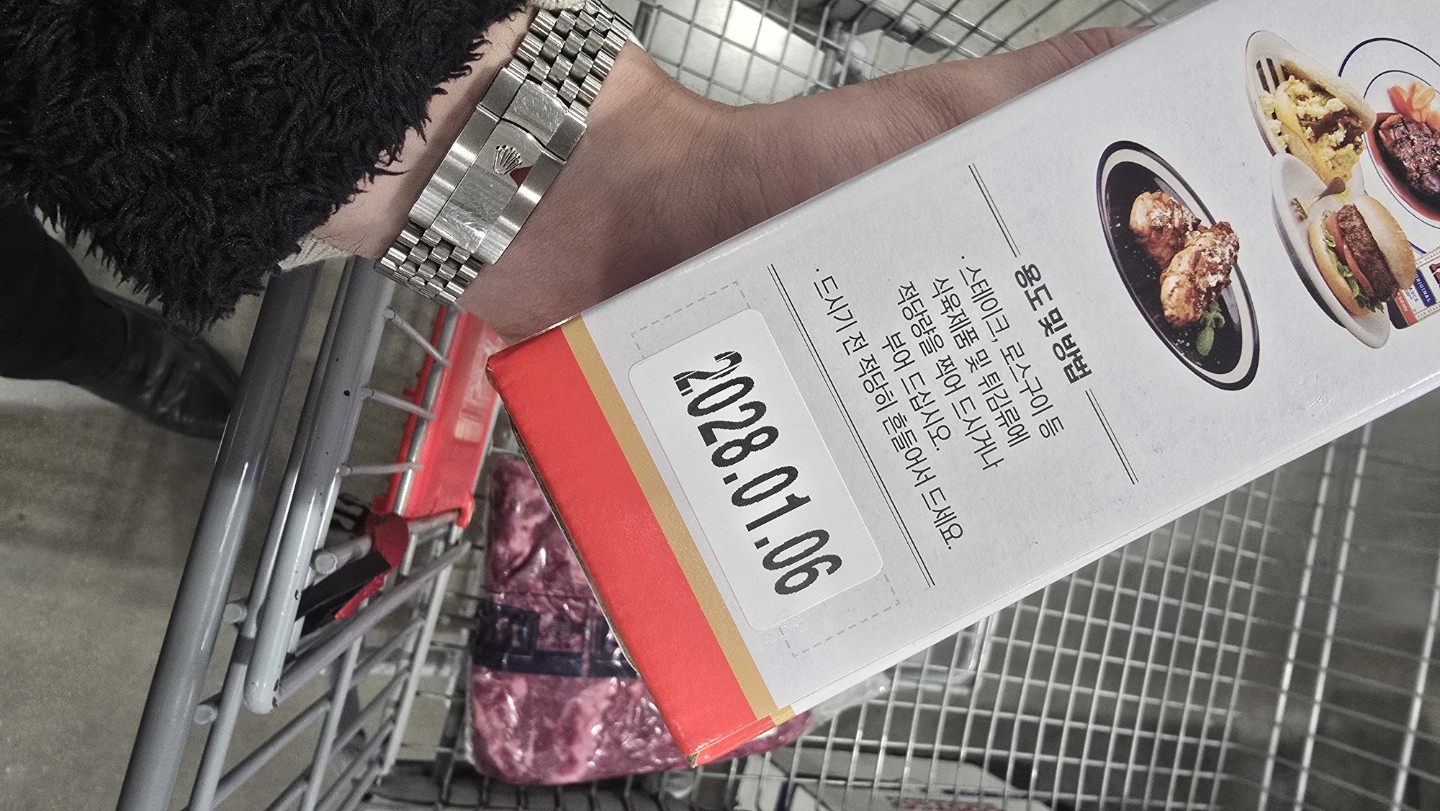 용도 및 방법
· 스테이크, 로스구이 등
식육제품 및 튀김류에
적당량을 찍어 드시거나
부어 드십시오.
· 드시기 전 적당히 흔들어서 드세요.
2028.01.06